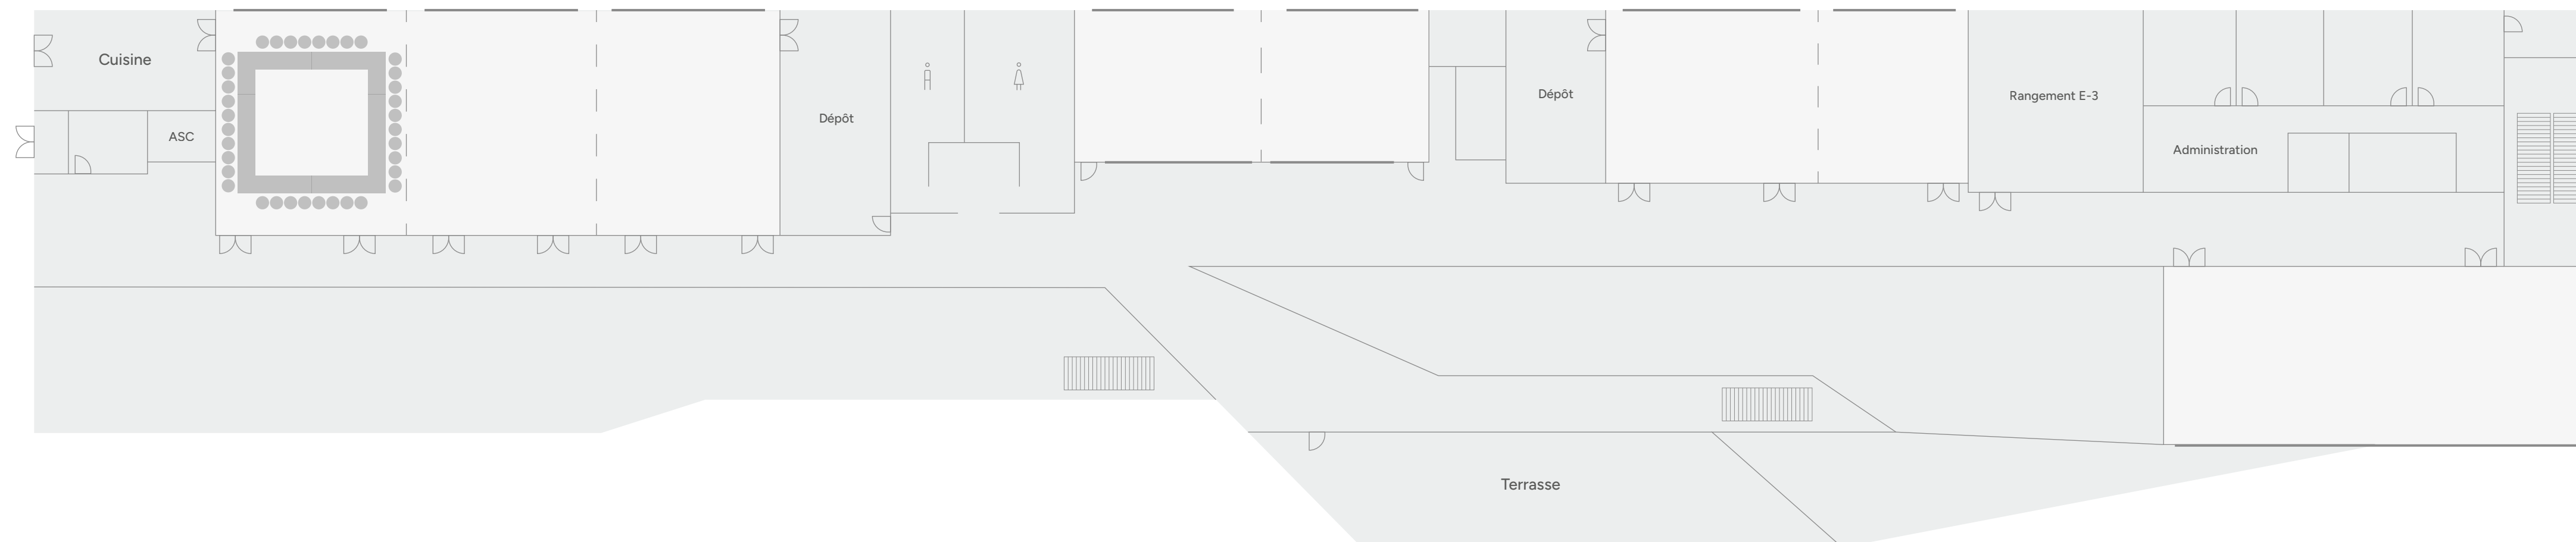 Cuisine
ASC
Dépôt
Dépôt
Rangement E-3
Administration
Terrasse